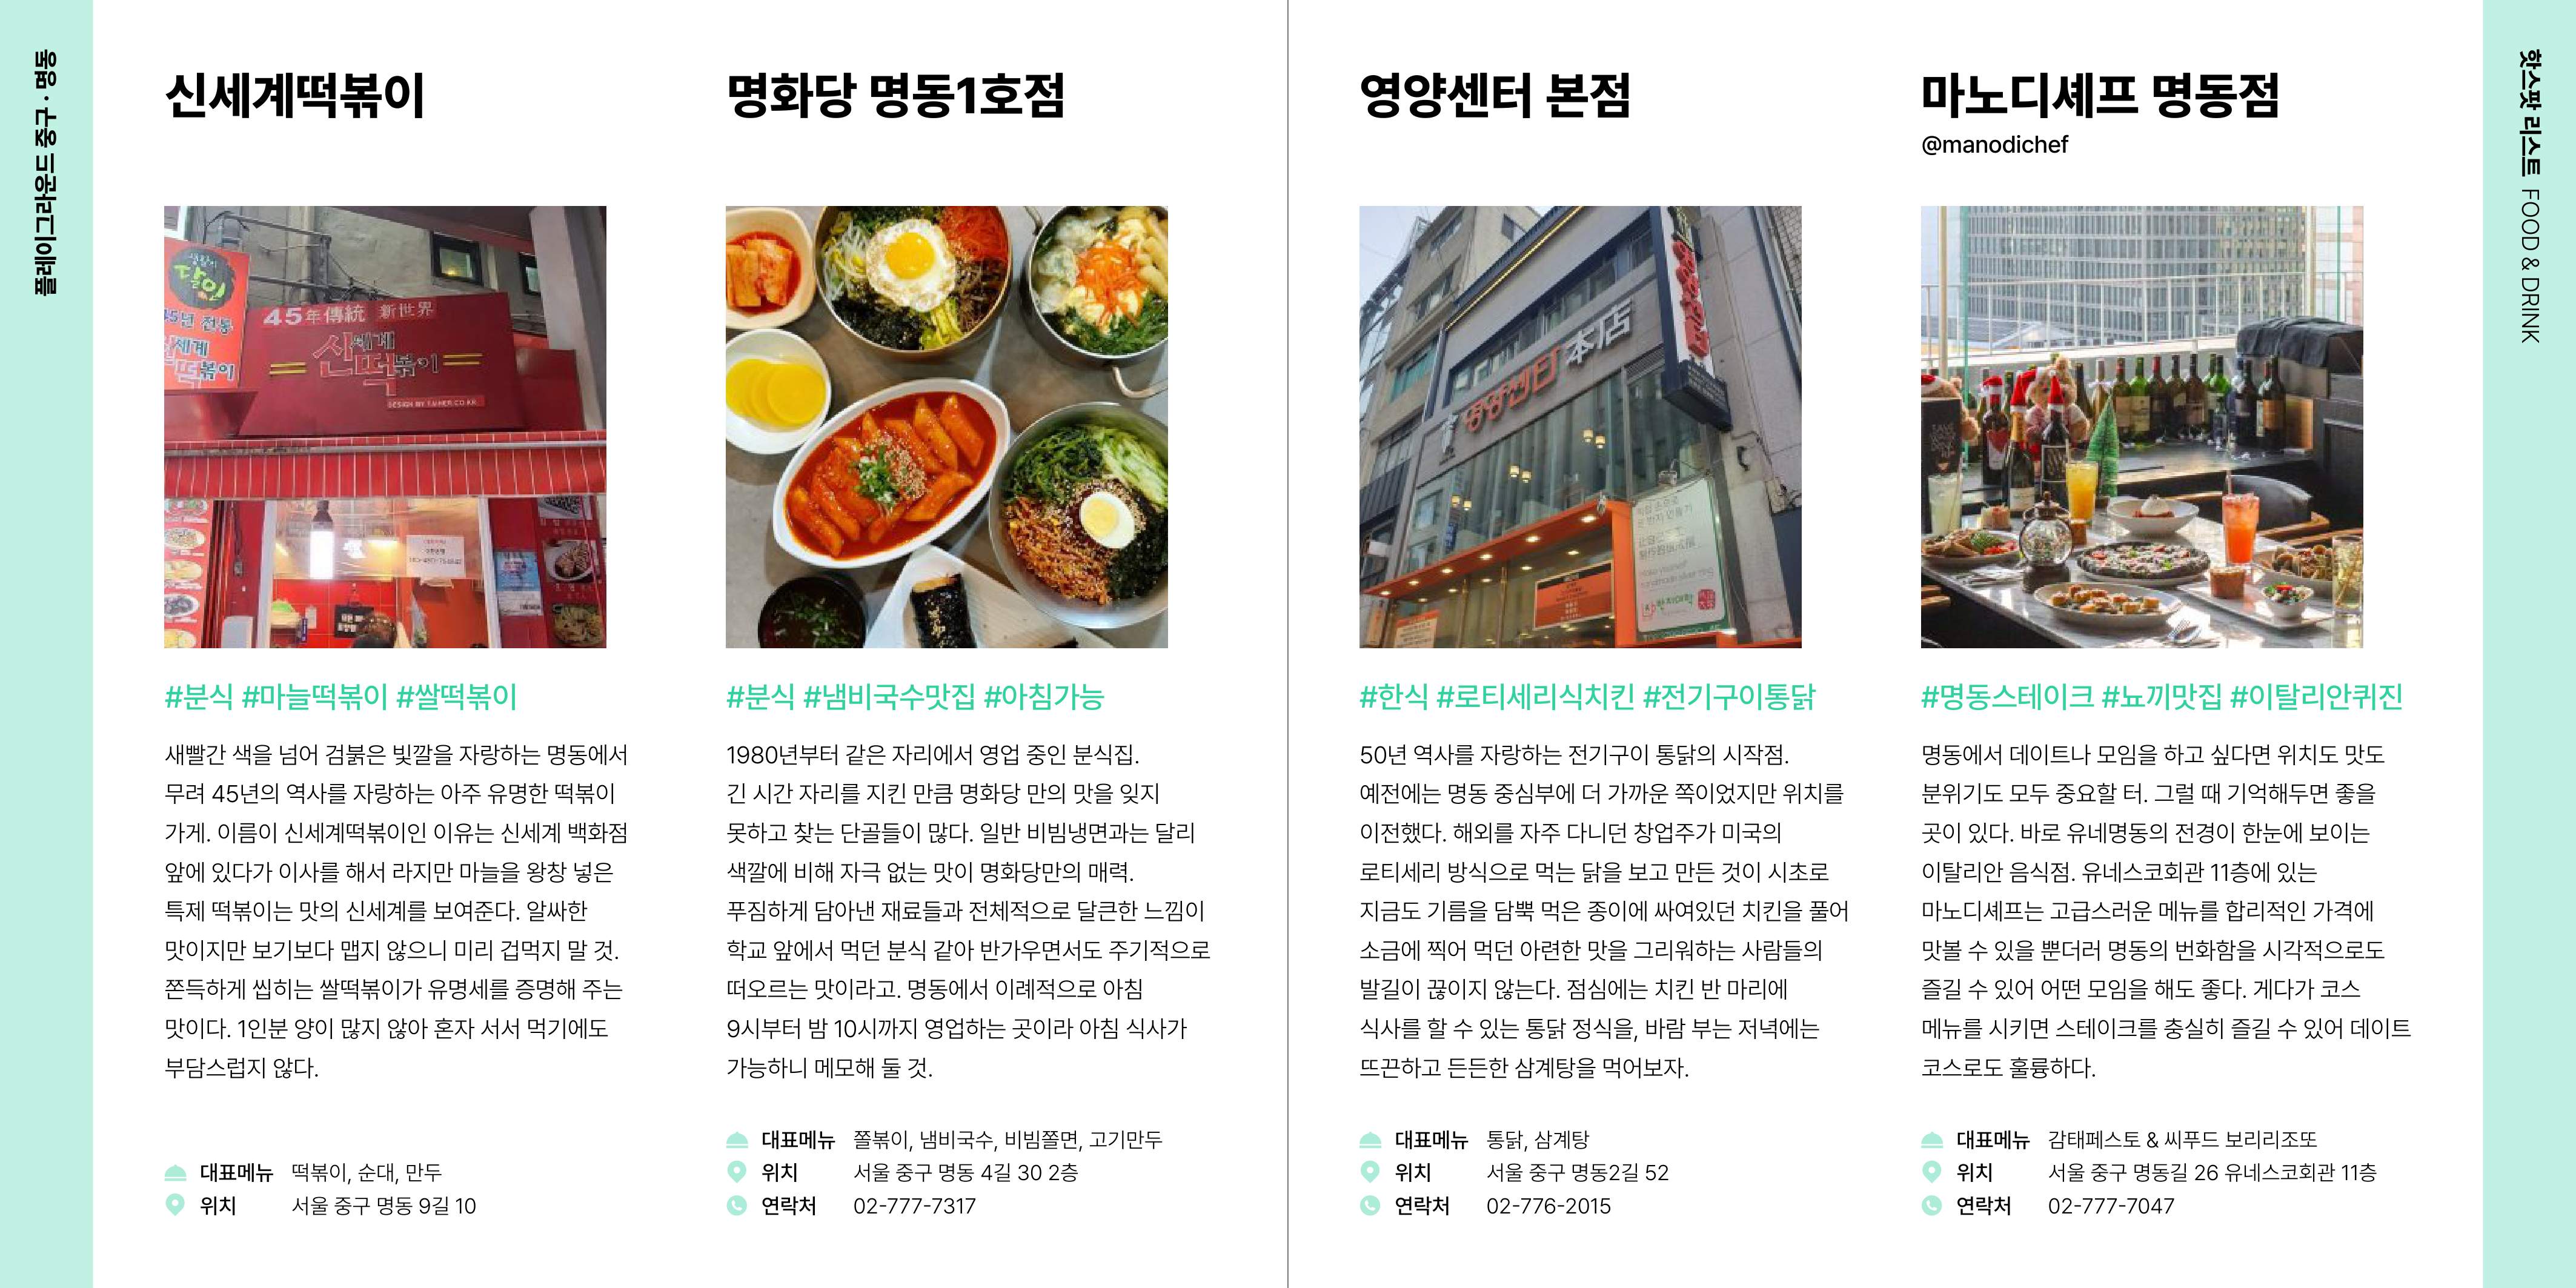 플레이그라운드 중구 · 명동
신세계떡볶이
생활의
달인
45년 전통
신세계
떡볶이
45年傳統 新世界
신세계
떡볶이
DESIGN BY
#분식 #마늘떡볶이 #쌀떡볶이
새빨간 색을 넘어 검붉은 빛깔을 자랑하는 명동에서
무려 45년의 역사를 자랑하는 아주 유명한 떡볶이
가게. 이름이 신세계떡볶이인 이유는 신세계 백화점
앞에 있다가 이사를 해서 라지만 마늘을 왕창 넣은
특제 떡볶이는 맛의 신세계를 보여준다. 알싸한
맛이지만 보기보다 맵지 않으니 미리 겁먹지 말 것.
쫀득하게 씹히는 쌀떡볶이가 유명세를 증명해 주는
맛이다. 1인분 양이 많지 않아 혼자 서서 먹기에도
부담스럽지 않다.
대표메뉴 떡볶이, 순대, 만두
위치 서울 중구 명동 9길 10
명화당 명동1호점
#분식 #냄비국수맛집 #아침가능
1980년부터 같은 자리에서 영업 중인 분식집.
긴 시간 자리를 지킨 만큼 명화당 만의 맛을 잊지
못하고 찾는 단골들이 많다. 일반 비빔냉면과는 달리
색깔에 비해 자극 없는 맛이 명화당만의 매력.
푸짐하게 담아낸 재료들과 전체적으로 달큰한 느낌이
학교 앞에서 먹던 분식 같아 반가우면서도 주기적으로
떠오르는 맛이라고. 명동에서 이례적으로 아침
9시부터 밤 10시까지 영업하는 곳이라 아침 식사가
가능하니 메모해 둘 것.
대표메뉴 쫄볶이, 냄비국수, 비빔쫄면, 고기만두
위치 서울 중구 명동 4길 30 2층
연락처 02-777-7317
영양센터 본점
영양센터 本店
영양센터
#한식 #로티세리식치킨 #전기구이통닭
50년 역사를 자랑하는 전기구이 통닭의 시작점.
예전에는 명동 중심부에 더 가까운 쪽이었지만 위치를
이전했다. 해외를 자주 다니던 창업주가 미국의
로티세리 방식으로 먹는 닭을 보고 만든 것이 시초로
지금도 기름을 담뿍 먹은 종이에 싸여있던 치킨을 풀어
소금에 찍어 먹던 아련한 맛을 그리워하는 사람들의
발길이 끊이지 않는다. 점심에는 치킨 반 마리에
식사를 할 수 있는 통닭 정식을, 바람 부는 저녁에는
뜨끈하고 든든한 삼계탕을 먹어보자.
대표메뉴 통닭, 삼계탕
위치 서울 중구 명동2길 52
연락처 02-776-2015
마노디셰프 명동점
@manodichef
#명동스테이크 #뇨끼맛집 #이탈리안퀴진
명동에서 데이트나 모임을 하고 싶다면 위치도 맛도
분위기도 모두 중요할 터. 그럴 때 기억해두면 좋을
곳이 있다. 바로 유네명동의 전경이 한눈에 보이는
이탈리안 음식점. 유네스코회관 11층에 있는
마노디셰프는 고급스러운 메뉴를 합리적인 가격에
맛볼 수 있을 뿐더러 명동의 번화함을 시각적으로도
즐길 수 있어 어떤 모임을 해도 좋다. 게다가 코스
메뉴를 시키면 스테이크를 충실히 즐길 수 있어 데이트
코스로도 훌륭하다.
대표메뉴 감태페스토 & 씨푸드 보리리조또
위치 서울 중구 명동길 26 유네스코회관 11층
연락처 02-777-7047
핫스팟 리스트 FOOD & DRINK